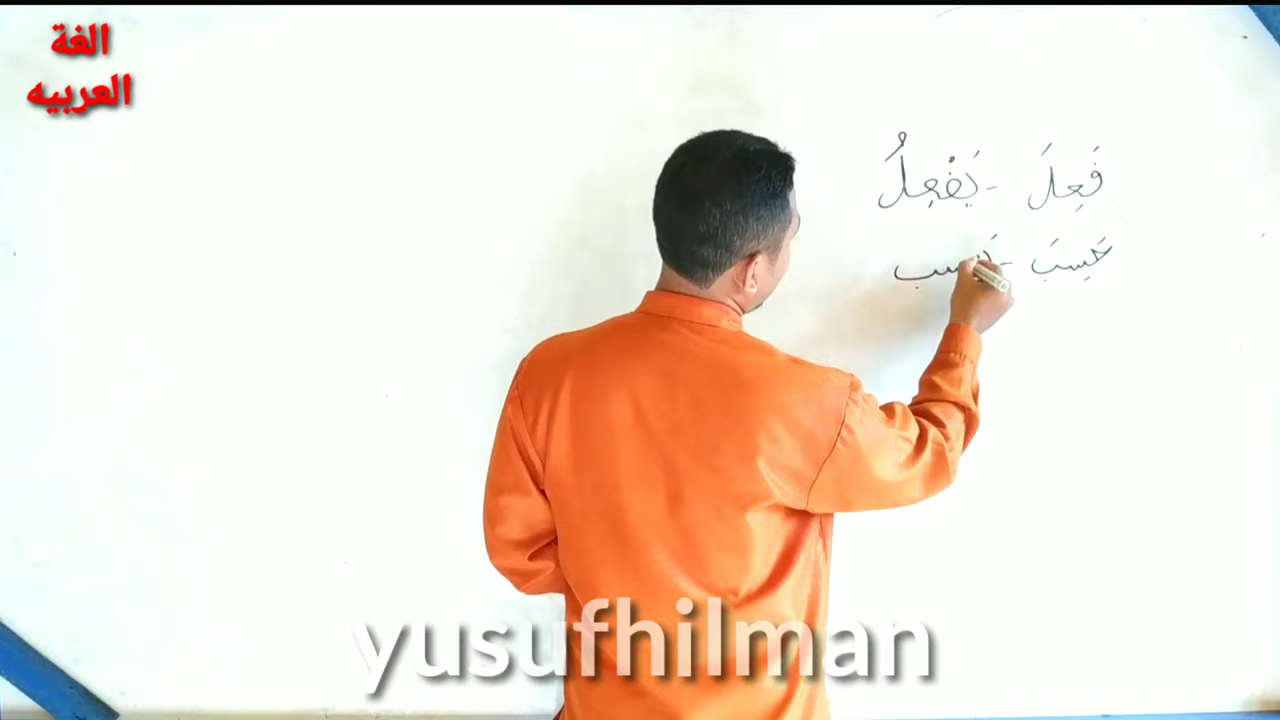 الغة
العربيه
فَعِلَ - يَفْعِلُ
حَسِبَ -
yusufhilman